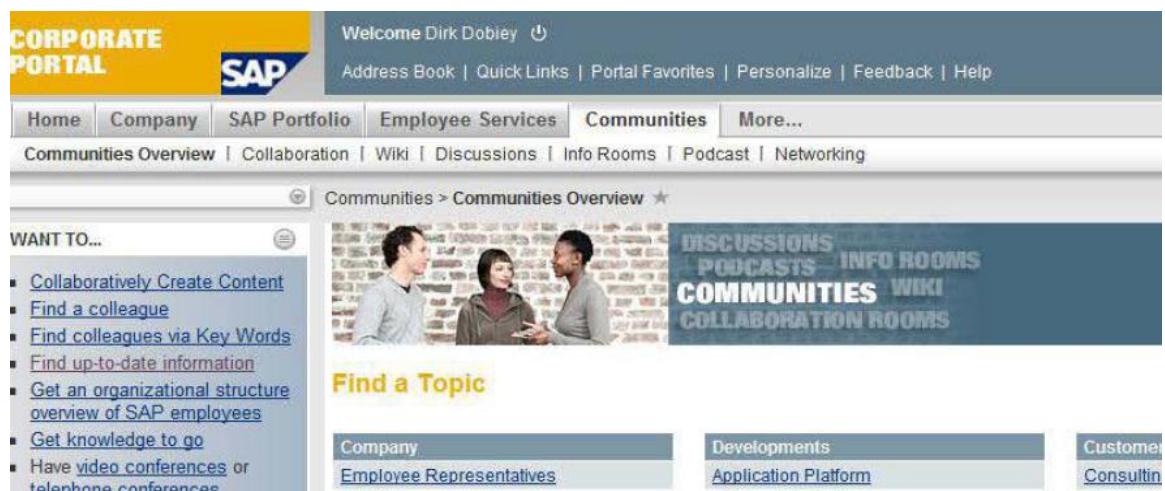 CORPORATE
PORTAL
SAP
Welcome Dirk Dobiey
Address Book | Quick Links | Portal Favorites | Personalize | Feedback | Help
Home Company SAP Portfolio Employee Services Communities More...
Communities Overview | Collaboration | Wiki | Discussions | Info Rooms | Podcast | Networking
Communities > Communities Overview
WANT TO...
Collaboratively Create Content
Find a colleague
Find colleagues via Key Words
Find up-to-date information
Get an organizational structure
overview of SAP employees
Get knowledge to go
Have video conferences or
telephone conferences
DISCUSSIONS
PODCASTS INFO ROOMS
COMMUNITIES WIKI
COLLABORATION ROOMS
Find a Topic
Company Developments Customer
Employee Representatives Application Platform Consultin